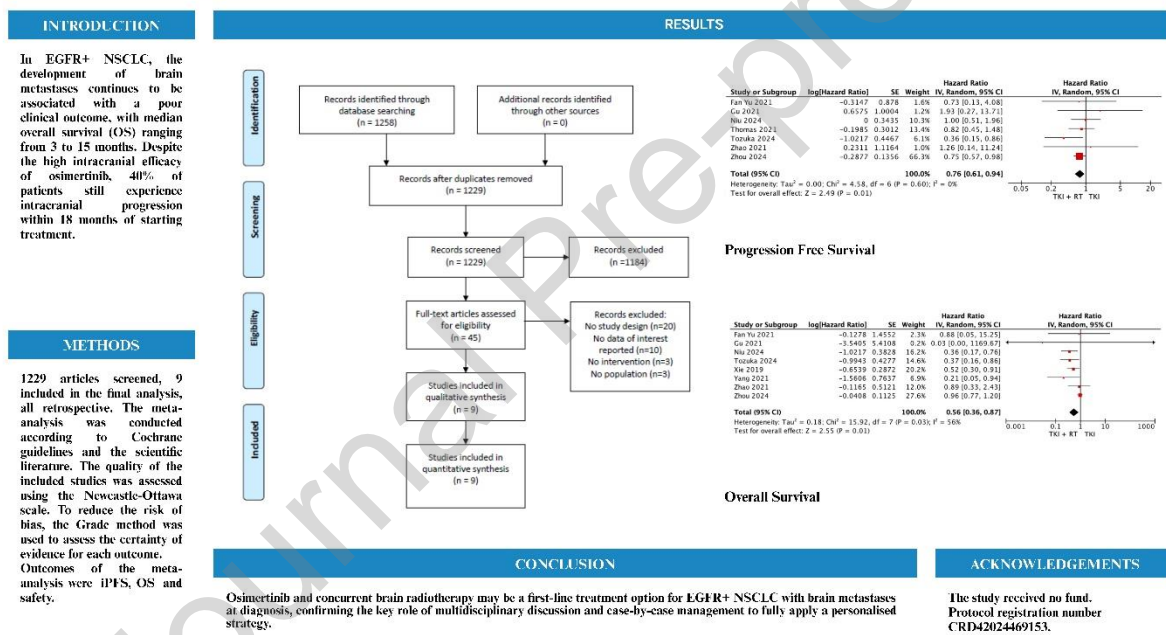 INTRODUCTION
In EGFR+ NSCLC, the
development of brain
metastases continues to be
associated with a poor
clinical outcome, with median
overall survival (OS) ranging
from 3 to 15 months. Despite
the high intracranial efficacy
of osimertinib, 40% of
patients still experience
intracranial progression
within 18 months of starting
treatment.
METHODS
1229 articles screened, 9
included in the final analysis,
all retrospective. The meta-
analysis was conducted
according to Cochrane
guidelines and the scientific
literature. The quality of the
included studies was assessed
using the Newcastle-Ottawa
scale. To reduce the risk of
bias, the Grade method was
used to assess the certainty of
evidence for each outcome.
Outcomes of the meta-
analysis were iPFS, OS and
safety.
RESULTS
Identification
Records identified through
database searching
(n = 1258)
Additional records identified
through other sources
(n = 0)
Records after duplicates removed
(n = 1229)
Screening
Records screened
(n = 1229)
Records excluded
(n =1184)
Eligibility
Full-text articles assessed
for eligibility
(n = 45)
Records excluded:
No study design (n=20)
No data of interest
reported (n=10)
No intervention (n=3)
No population (n=3)
Studies included in
qualitative synthesis
(n = 9)
Included
Studies included in
quantitative synthesis
(n = 9)
Hazard Ratio Hazard Ratio
Study or Subgroup log[Hazard Ratio] SE Weight IV, Random, 95% CI IV, Random, 95% CI
Fan Yu 2021 -0.3147 0.878 1.6% 0.73 [0.13, 4.08]
Gu 2021 0.6575 1.0004 1.2% 1.93 [0.27, 13.71]
Niu 2024 0 0.3435 10.3% 1.00 [0.51, 1.96]
Thomas 2021 -0.1985 0.3012 13.4% 0.82 [0.45, 1.48]
Tozuka 2024 -1.0217 0.4467 6.1% 0.36 [0.15, 0.86]
Zhao 2021 0.2311 1.1164 1.0% 1.26 [0.14, 11.24]
Zhou 2024 -0.2877 0.1356 66.3% 0.75 [0.57, 0.98]
Total (95% CI) 100.0% 0.76 [0.61, 0.94]
Heterogeneity: Tau² = 0.00; Chi² = 4.58, df = 6 (P = 0.60); I² = 0%
Test for overall effect: Z = 2.49 (P = 0.01)
0.05 0.2 1 5 20
TKI + RT TKI
Progression Free Survival
Hazard Ratio Hazard Ratio
Study or Subgroup log[Hazard Ratio] SE Weight IV, Random, 95% CI IV, Random, 95% CI
Fan Yu 2021 -0.1278 1.4552 2.3% 0.88 [0.05, 15.25]
Gu 2021 -3.5405 5.4108 0.2% 0.03 [0.00, 1169.67]
Niu 2024 -1.0217 0.3828 16.2% 0.36 [0.17, 0.76]
Tozuka 2024 -0.9943 0.4277 14.6% 0.37 [0.16, 0.86]
Xie 2019 -0.6539 0.2872 20.2% 0.52 [0.30, 0.91]
Yang 2021 -1.5606 0.7637 6.9% 0.21 [0.05, 0.94]
Zhao 2021 -0.1165 0.5121 12.0% 0.89 [0.33, 2.43]
Zhou 2024 -0.0408 0.1125 27.6% 0.96 [0.77, 1.20]
Total (95% CI) 100.0% 0.56 [0.36, 0.87]
Heterogeneity: Tau² = 0.18; Chi² = 15.92, df = 7 (P = 0.03); I² = 56%
Test for overall effect: Z = 2.55 (P = 0.01)
0.001 0.1 1 10 1000
TKI + RT TKI
Overall Survival
CONCLUSION
Osimertinib and concurrent brain radiotherapy may be a first-line treatment option for EGFR+ NSCLC with brain metastases
at diagnosis, confirming the key role of multidisciplinary discussion and case-by-case management to fully apply a personalised
strategy.
ACKNOWLEDGEMENTS
The study received no fund.
Protocol registration number
CRD42024469153.
Journal Pre-pr